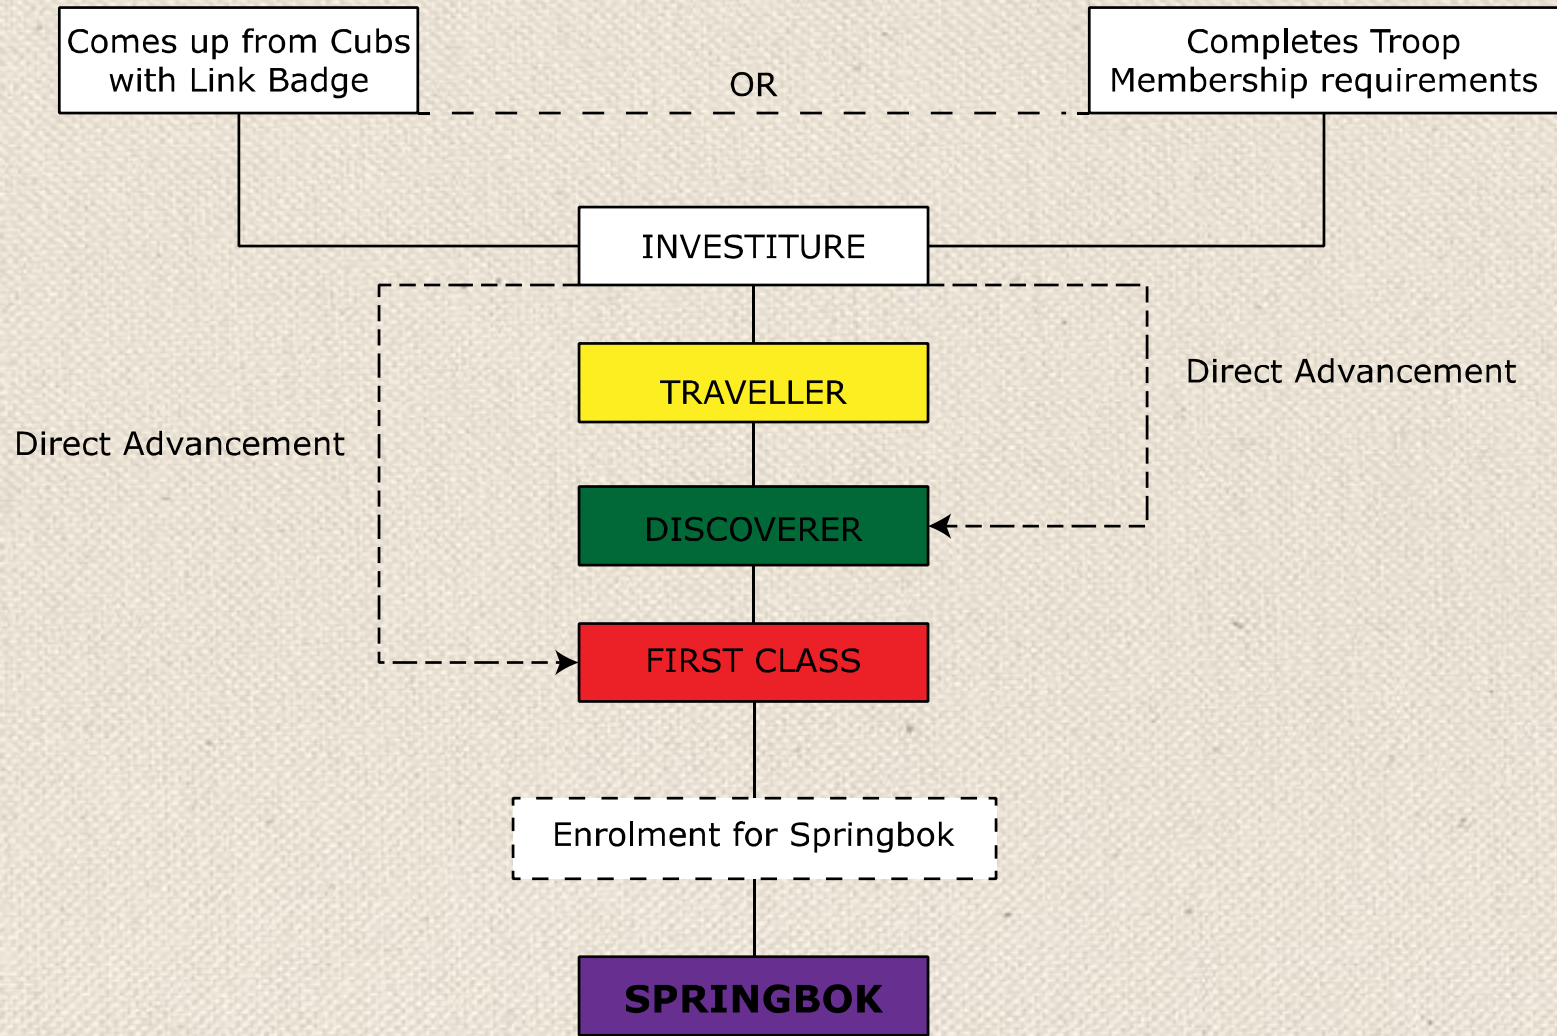 Comes up from Cubs
with Link Badge
OR
Completes Troop
Membership requirements
INVESTITURE
TRAVELLER
Direct Advancement
Direct Advancement
DISCOVERER
FIRST CLASS
Enrolment for Springbok
SPRINGBOK